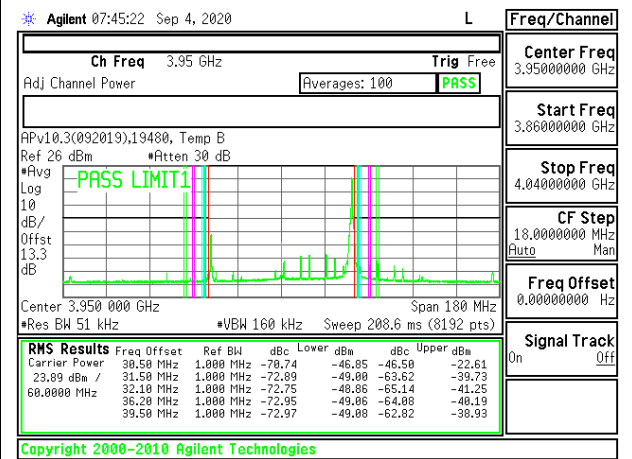 Agilent 07:45:22 Sep 4, 2020 L
Freq/Channel
Ch Freq 3.95 GHz Trig Free
Adj Channel Power Averages: 100 PASS
Center Freq
3.95000000 GHz
Start Freq
3.86000000 GHz
Stop Freq
4.04000000 GHz
CF Step
18.0000000 MHz
Auto Man
Freq Offset
0.00000000 Hz
Signal Track
On Off
APv10.3(092019),19480, Temp B
Ref 26 dBm #Atten 30 dB
#Avg
Log
10
dB/
Offst
13.3
dB
PASS LIMIT1
Center 3.950 000 GHz Span 180 MHz
#Res BW 51 kHz #VBW 160 kHz Sweep 208.6 ms (8192 pts)
RMS Results Freq Offset Ref BW dBc Lower dBm dBc Upper dBm
Carrier Power 30.50 MHz 1.000 MHz -70.74 -46.85 -46.50 -22.61
23.89 dBm / 31.50 MHz 1.000 MHz -72.89 -49.00 -63.62 -39.73
60.0000 MHz 32.10 MHz 1.000 MHz -72.75 -48.86 -65.14 -41.25
36.20 MHz 1.000 MHz -72.95 -49.06 -64.08 -40.19
39.50 MHz 1.000 MHz -72.97 -49.08 -62.82 -38.93
Copyright 2000-2010 Agilent Technologies